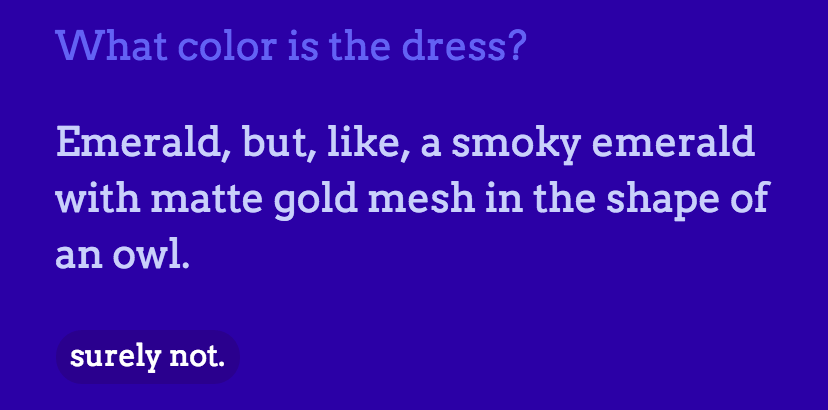 What color is the dress?
Emerald, but, like, a smoky emerald
with matte gold mesh in the shape of
an owl.
surely not.